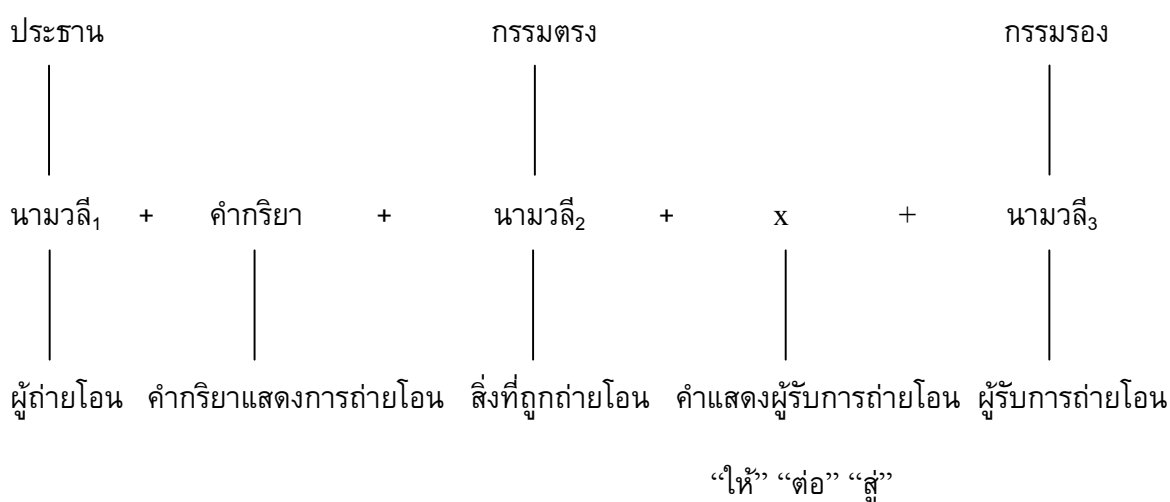 ประธาน กรรมตรง กรรมรอง
นามวลี₁ + คำกริยา + นามวลี₂ + x + นามวลี₃
ผู้ถ่ายโอน คำกริยาแสดงการถ่ายโอน สิ่งที่ถูกถ่ายโอน คำแสดงผู้รับการถ่ายโอน ผู้รับการถ่ายโอน
“ให้” “ต่อ” “สู่”